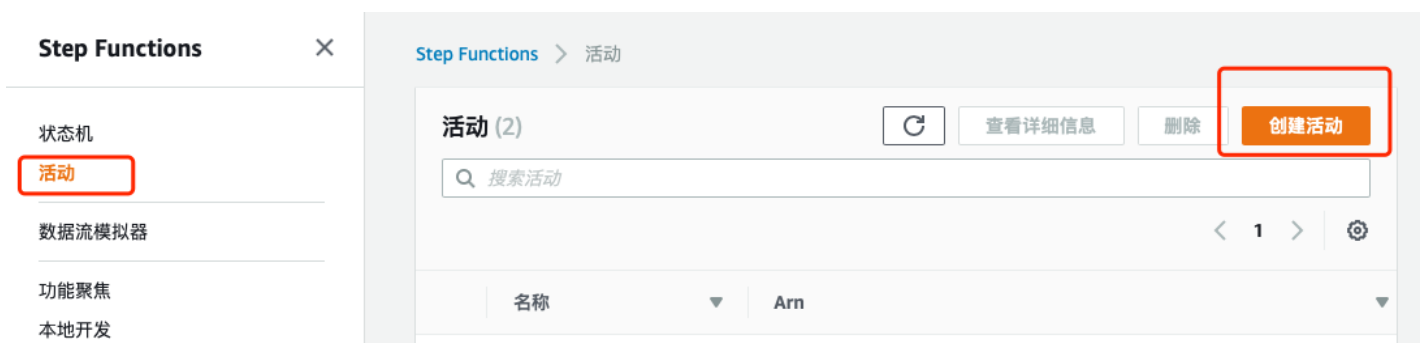 Step Functions
状态机
活动
数据流模拟器
功能聚焦
本地开发
Step Functions > 活动
活动 (2)
查看详细信息
删除
创建活动
搜索活动
1
名称
Arn